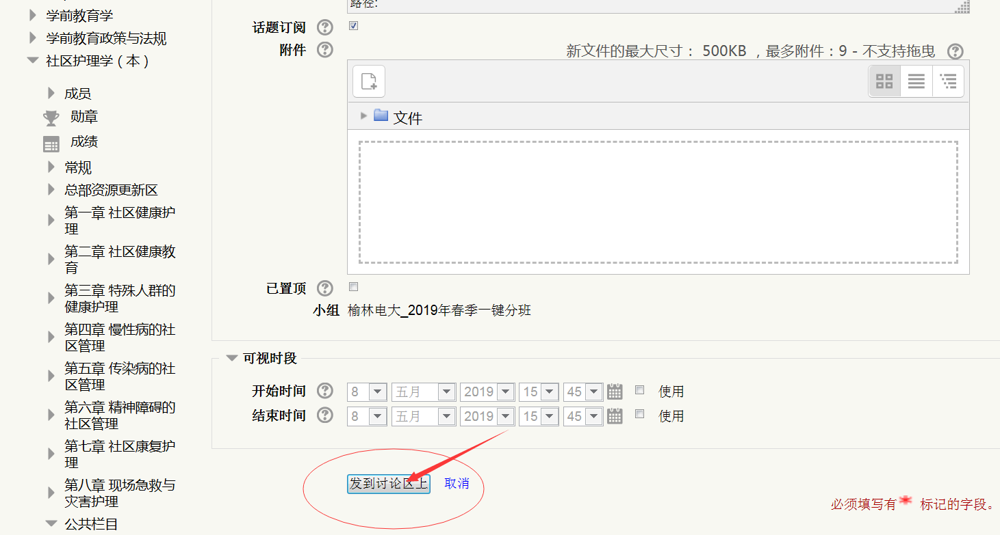 学前教育学
学前教育政策与法规
社区护理学（本）
成员
勋章
成绩
常规
总部资源更新区
第一章 社区健康护
理
第二章 社区健康教
育
第三章 特殊人群的
健康护理
第四章 慢性病的社
区管理
第五章 传染病的社
区管理
第六章 精神障碍的
社区管理
第七章 社区康复护
理
第八章 现场急救与
灾害护理
公共栏目
路径:
话题订阅
附件
新文件的最大尺寸： 500KB ，最多附件：9 - 不支持拖曳
文件
已置顶
小组 榆林电大_2019年春季一键分班
可视时段
开始时间 8 五月 2019 15 45 使用
结束时间 8 五月 2019 15 45 使用
发到讨论区上 取消
必须填写有* 标记的字段。